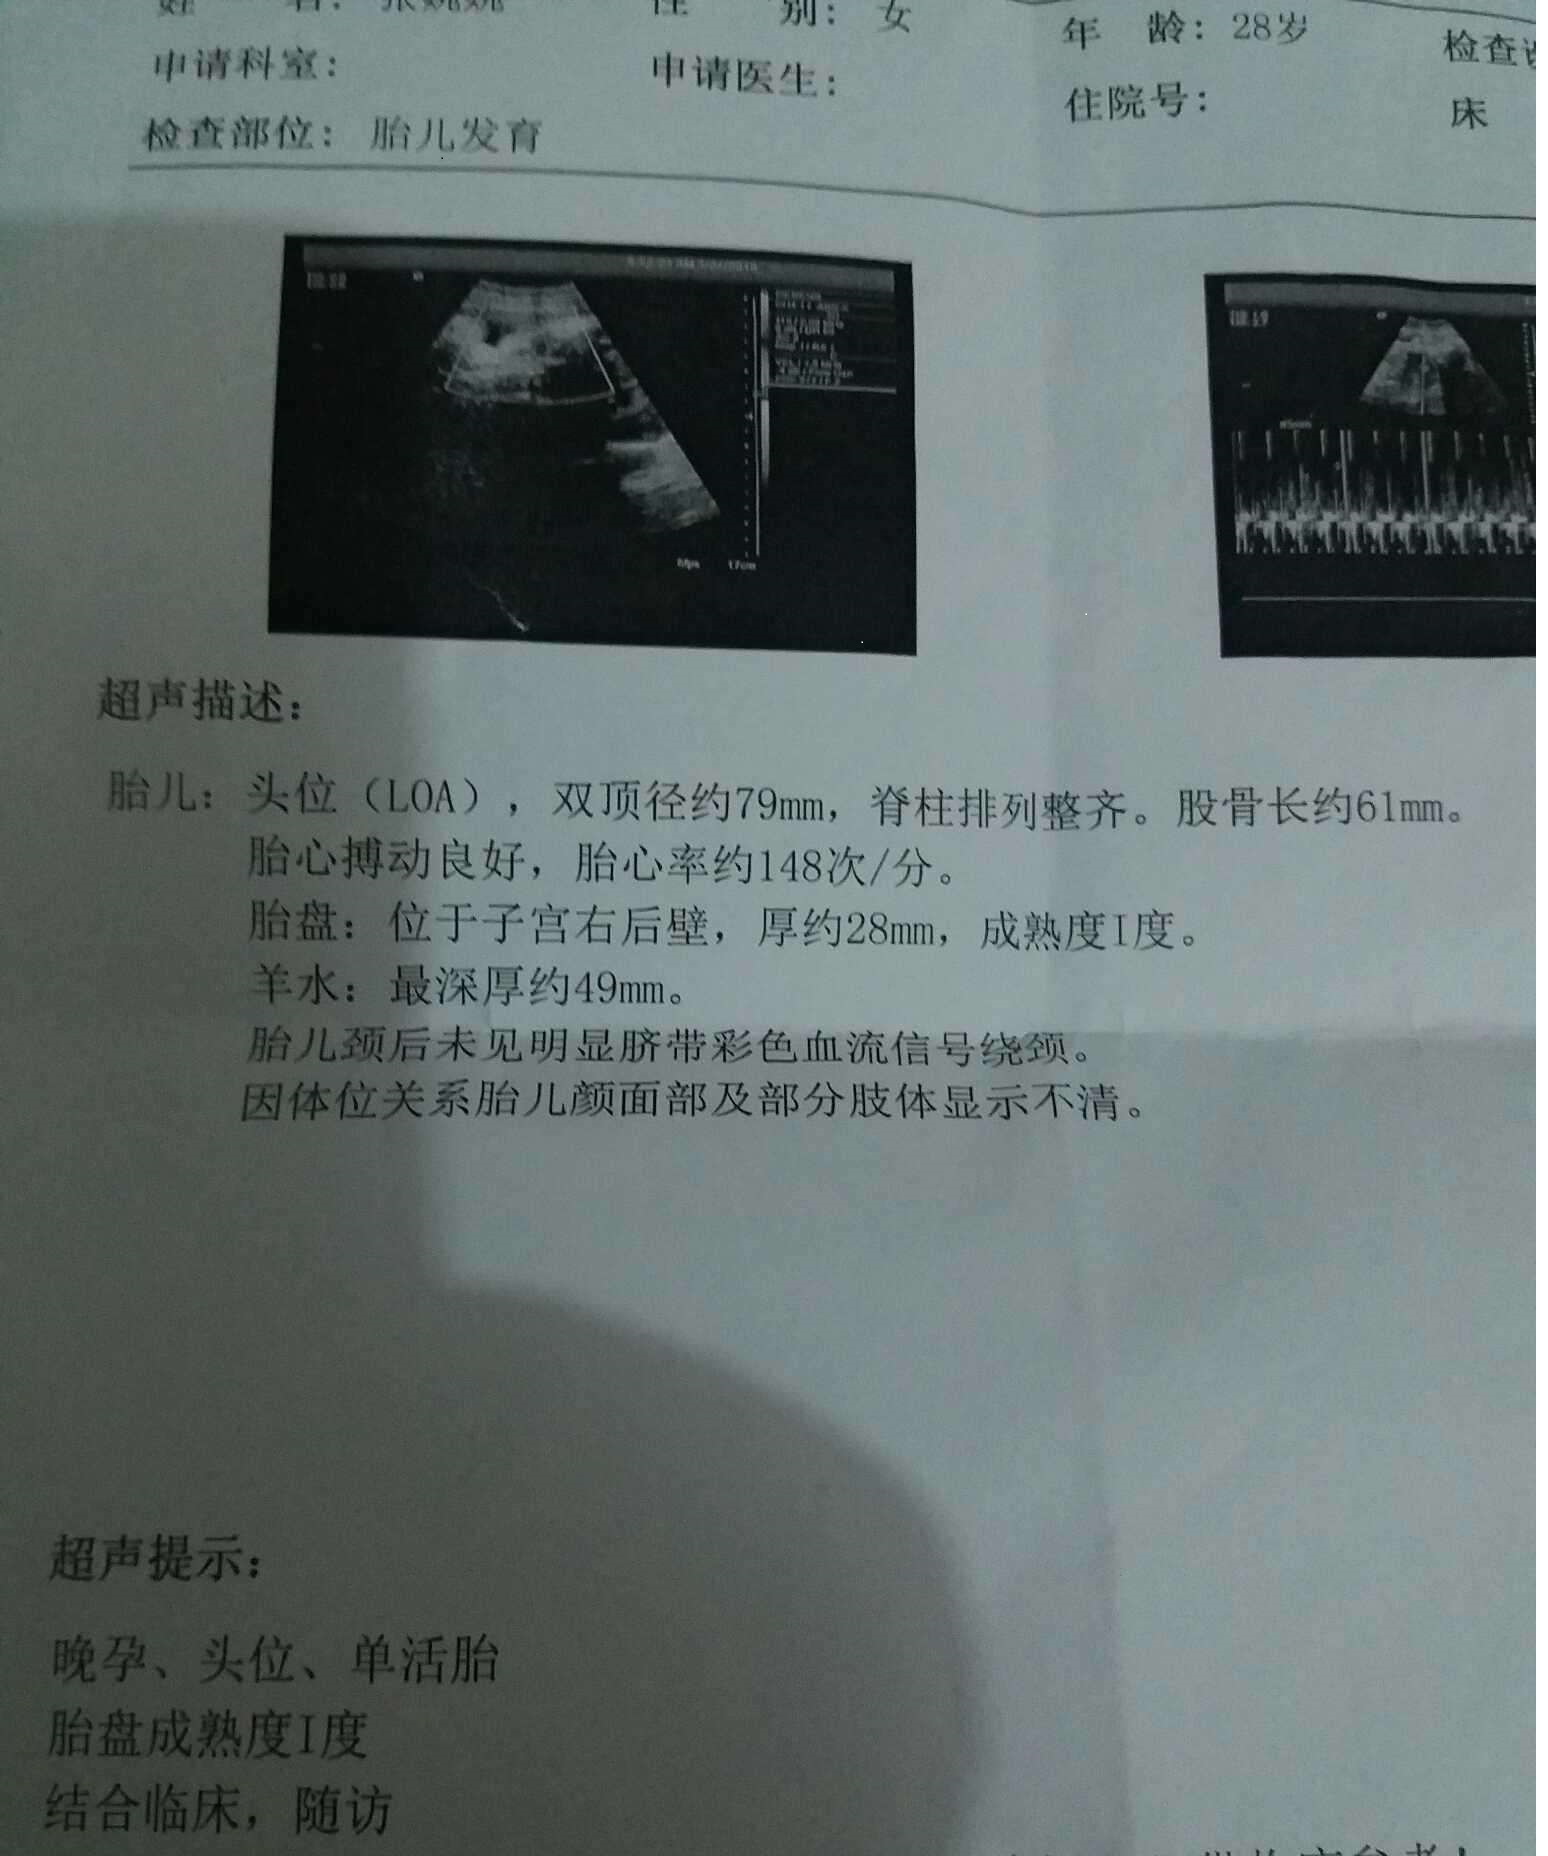 姓 名: 性 别: 女 年 龄: 28岁 检查
申请科室: 申请医生: 住院号: 床
检查部位: 胎儿发育
17cm
超声描述:
胎儿: 头位（LOA）, 双顶径约79mm, 脊柱排列整齐。股骨长约61mm。
胎心搏动良好, 胎心率约148次/分。
胎盘: 位于子宫右后壁, 厚约28mm, 成熟度I度。
羊水: 最深厚约49mm。
胎儿颈后未见明显脐带彩色血流信号绕颈。
因体位关系胎儿颜面部及部分肢体显示不清。
超声提示:
晚孕、头位、单活胎
胎盘成熟度I度
结合临床, 随访